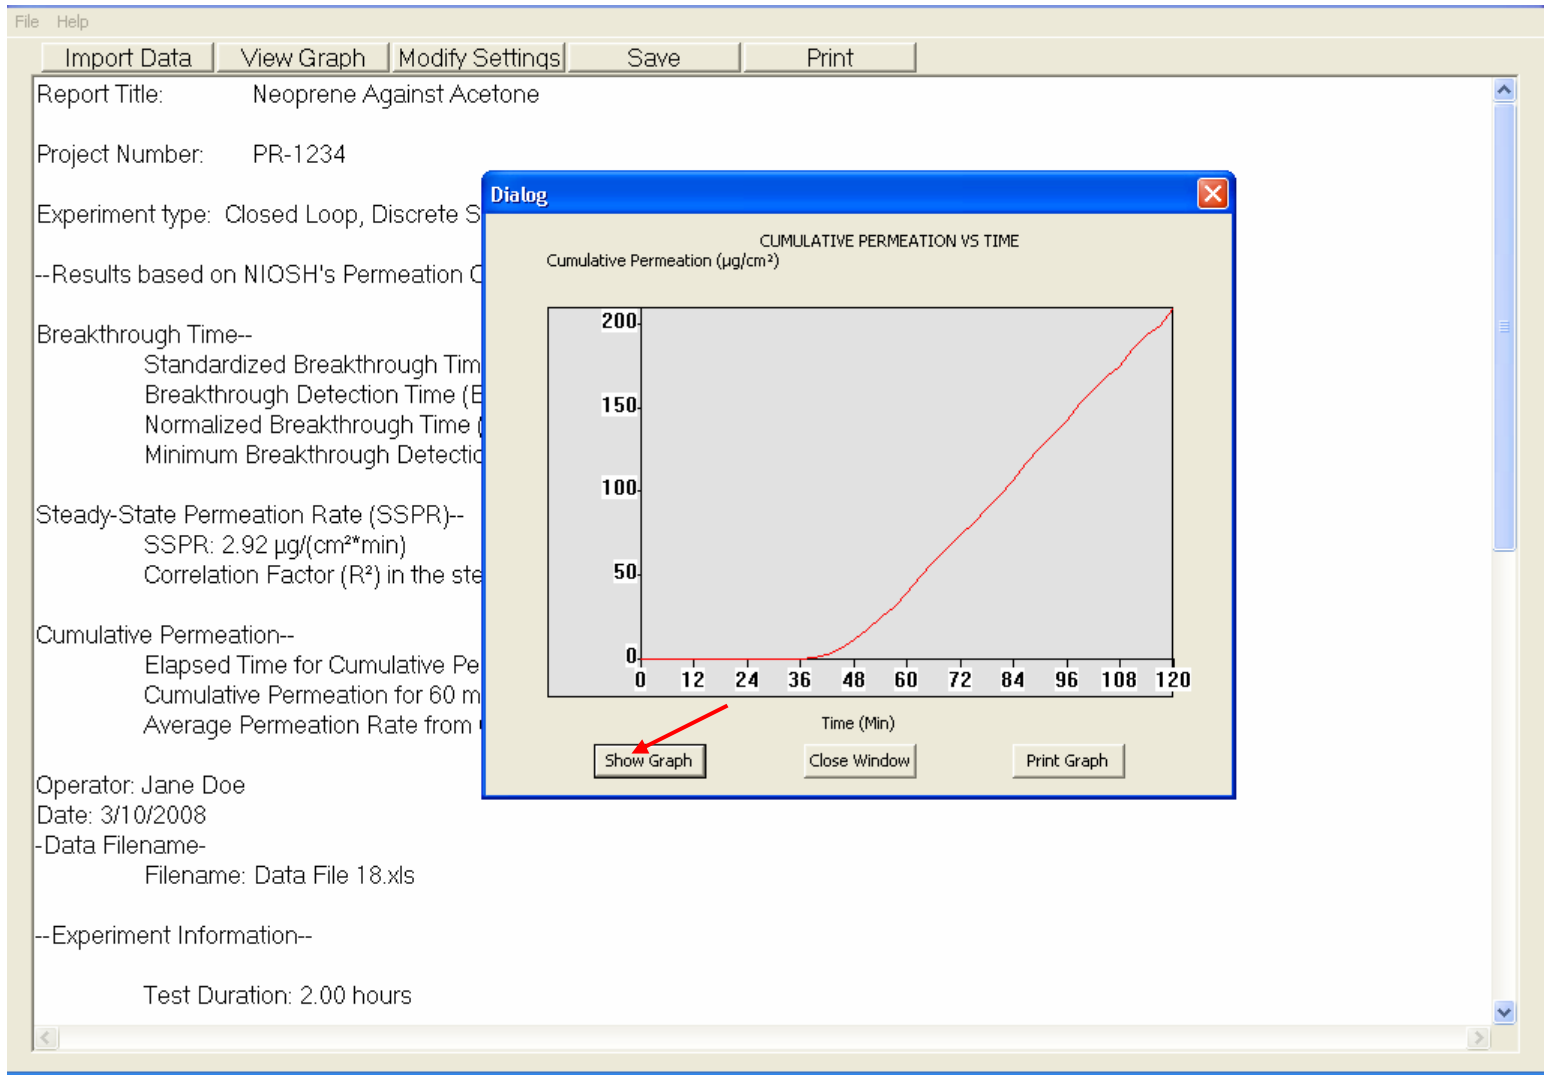 File Help
Import Data View Graph Modify Settings Save Print
Report Title: Neoprene Against Acetone
Project Number: PR-1234
Experiment type: Closed Loop, Discrete S
--Results based on NIOSH's Permeation
Breakthrough Time--
Standardized Breakthrough Tim
Breakthrough Detection Time (
Normalized Breakthrough Time
Minimum Breakthrough Detectio
Steady-State Permeation Rate (SSPR)--
SSPR: 2.92 µg/(cm²*min)
Correlation Factor (R²) in the ste
Cumulative Permeation--
Elapsed Time for Cumulative Pe
Cumulative Permeation for 60 m
Average Permeation Rate from
Operator: Jane Doe
Date: 3/10/2008
-Data Filename-
Filename: Data File 18.xls
--Experiment Information--
Test Duration: 2.00 hours
Dialog
CUMULATIVE PERMEATION VS TIME
Cumulative Permeation (µg/cm²)
200
150
100
50
0
0 12 24 36 48 60 72 84 96 108 120
Time (Min)
Show Graph Close Window Print Graph